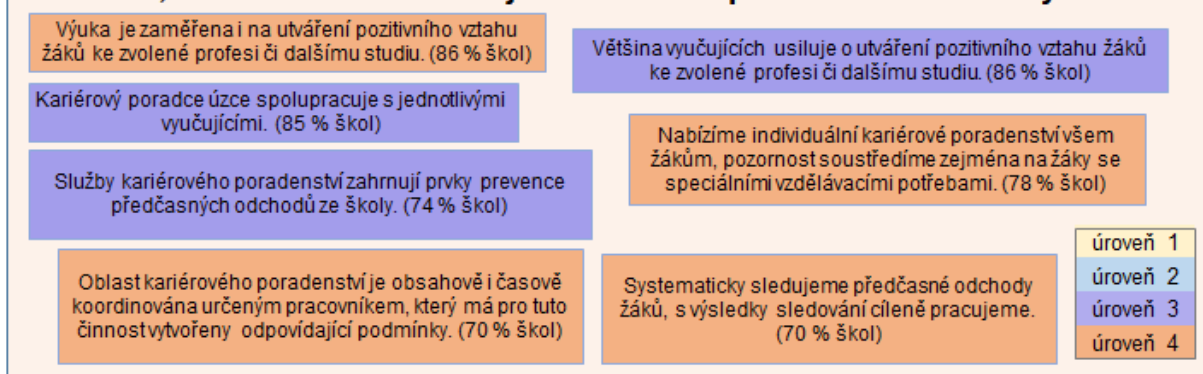 Výuka je zaměřena i na utváření pozitivního vztahu
žáků ke zvolené profesi či dalšímu studiu. (86 % škol)
Většina vyučujících usiluje o utváření pozitivního vztahu žáků
ke zvolené profesi či dalšímu studiu. (86 % škol)
Kariérový poradce úzce spolupracuje s jednotlivými
vyučujícími. (85 % škol)
Nabízíme individuální kariérové poradenství všem
žákům, pozornost soustředíme zejména na žáky se
speciálními vzdělávacími potřebami. (78 % škol)
Služby kariérového poradenství zahrnují prvky prevence
předčasných odchodů ze školy. (74 % škol)
Oblast kariérového poradenství je obsahově i časově
koordinována určeným pracovníkem, který má pro tuto
činnost vytvořeny odpovídající podmínky. (70 % škol)
Systematicky sledujeme předčasné odchody
žáků, s výsledky sledování cíleně pracujeme.
(70 % škol)
úroveň 1
úroveň 2
úroveň 3
úroveň 4